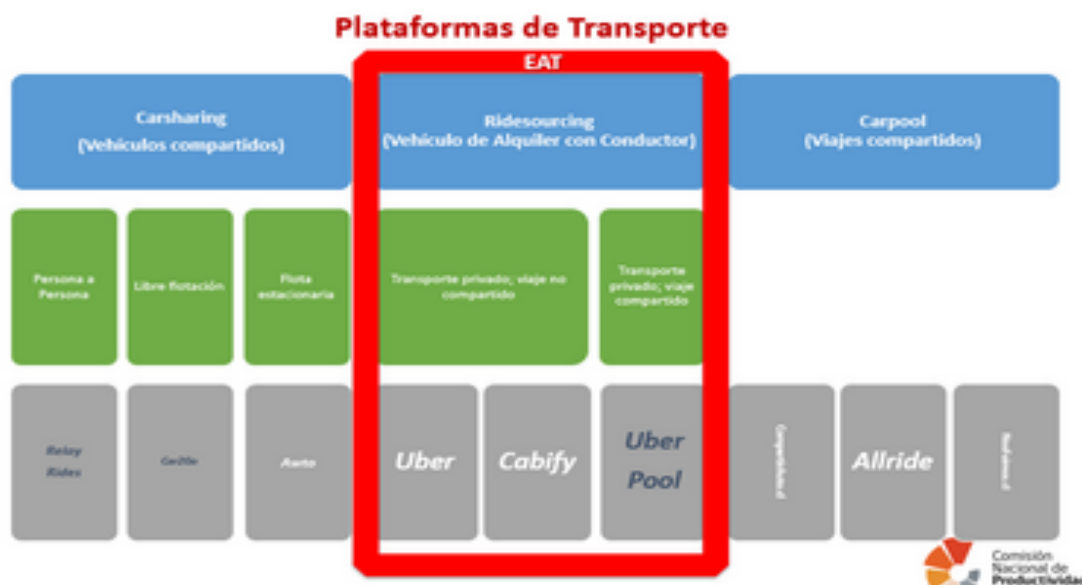 Plataformas de Transporte
EAT
Carsharing
(Vehículos compartidos)
Ridesourcing
(Vehículo de Alquiler con Conductor)
Carpool
(Viajes compartidos)
Persona a
Persona
Libre flotación
Flota
estacionaria
Transporte privado; viaje no
compartido
Transporte
privado; viaje
compartido
Relay
Rides
Car2Go
Awto
Uber
Cabify
Uber
Pool
Allride
Comisión
Nacional de
Productividad